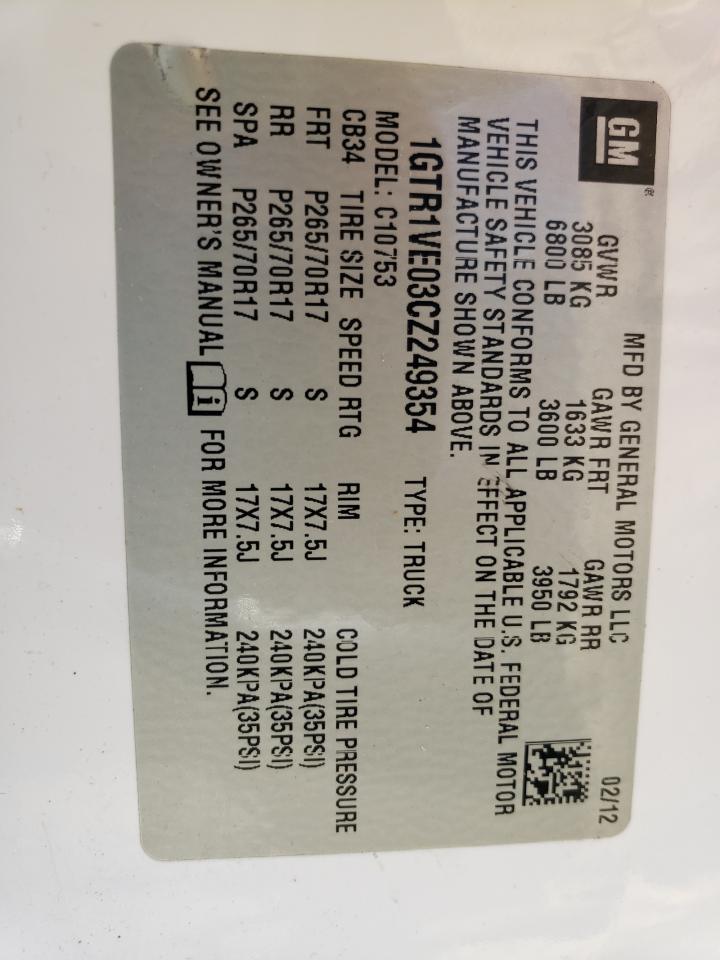 GM®
MFD BY GENERAL MOTORS LLC 02/12
GVWR GAWR FRT GAWR RR
3085 KG 1633 KG 1792 KG
6800 LB 3600 LB 3950 LB
THIS VEHICLE CONFORMS TO ALL APPLICABLE U.S. FEDERAL MOTOR
VEHICLE SAFETY STANDARDS IN EFFECT ON THE DATE OF
MANUFACTURE SHOWN ABOVE.
1GTR1VE03CZ249354 TYPE: TRUCK
MODEL: C10753
CB34 TIRE SIZE SPEED RTG RIM COLD TIRE PRESSURE
FRT P265/70R17 S 17X7.5J 240KPA(35PSI)
RR P265/70R17 S 17X7.5J 240KPA(35PSI)
SPA P265/70R17 S 17X7.5J 240KPA(35PSI)
SEE OWNER'S MANUAL i FOR MORE INFORMATION.